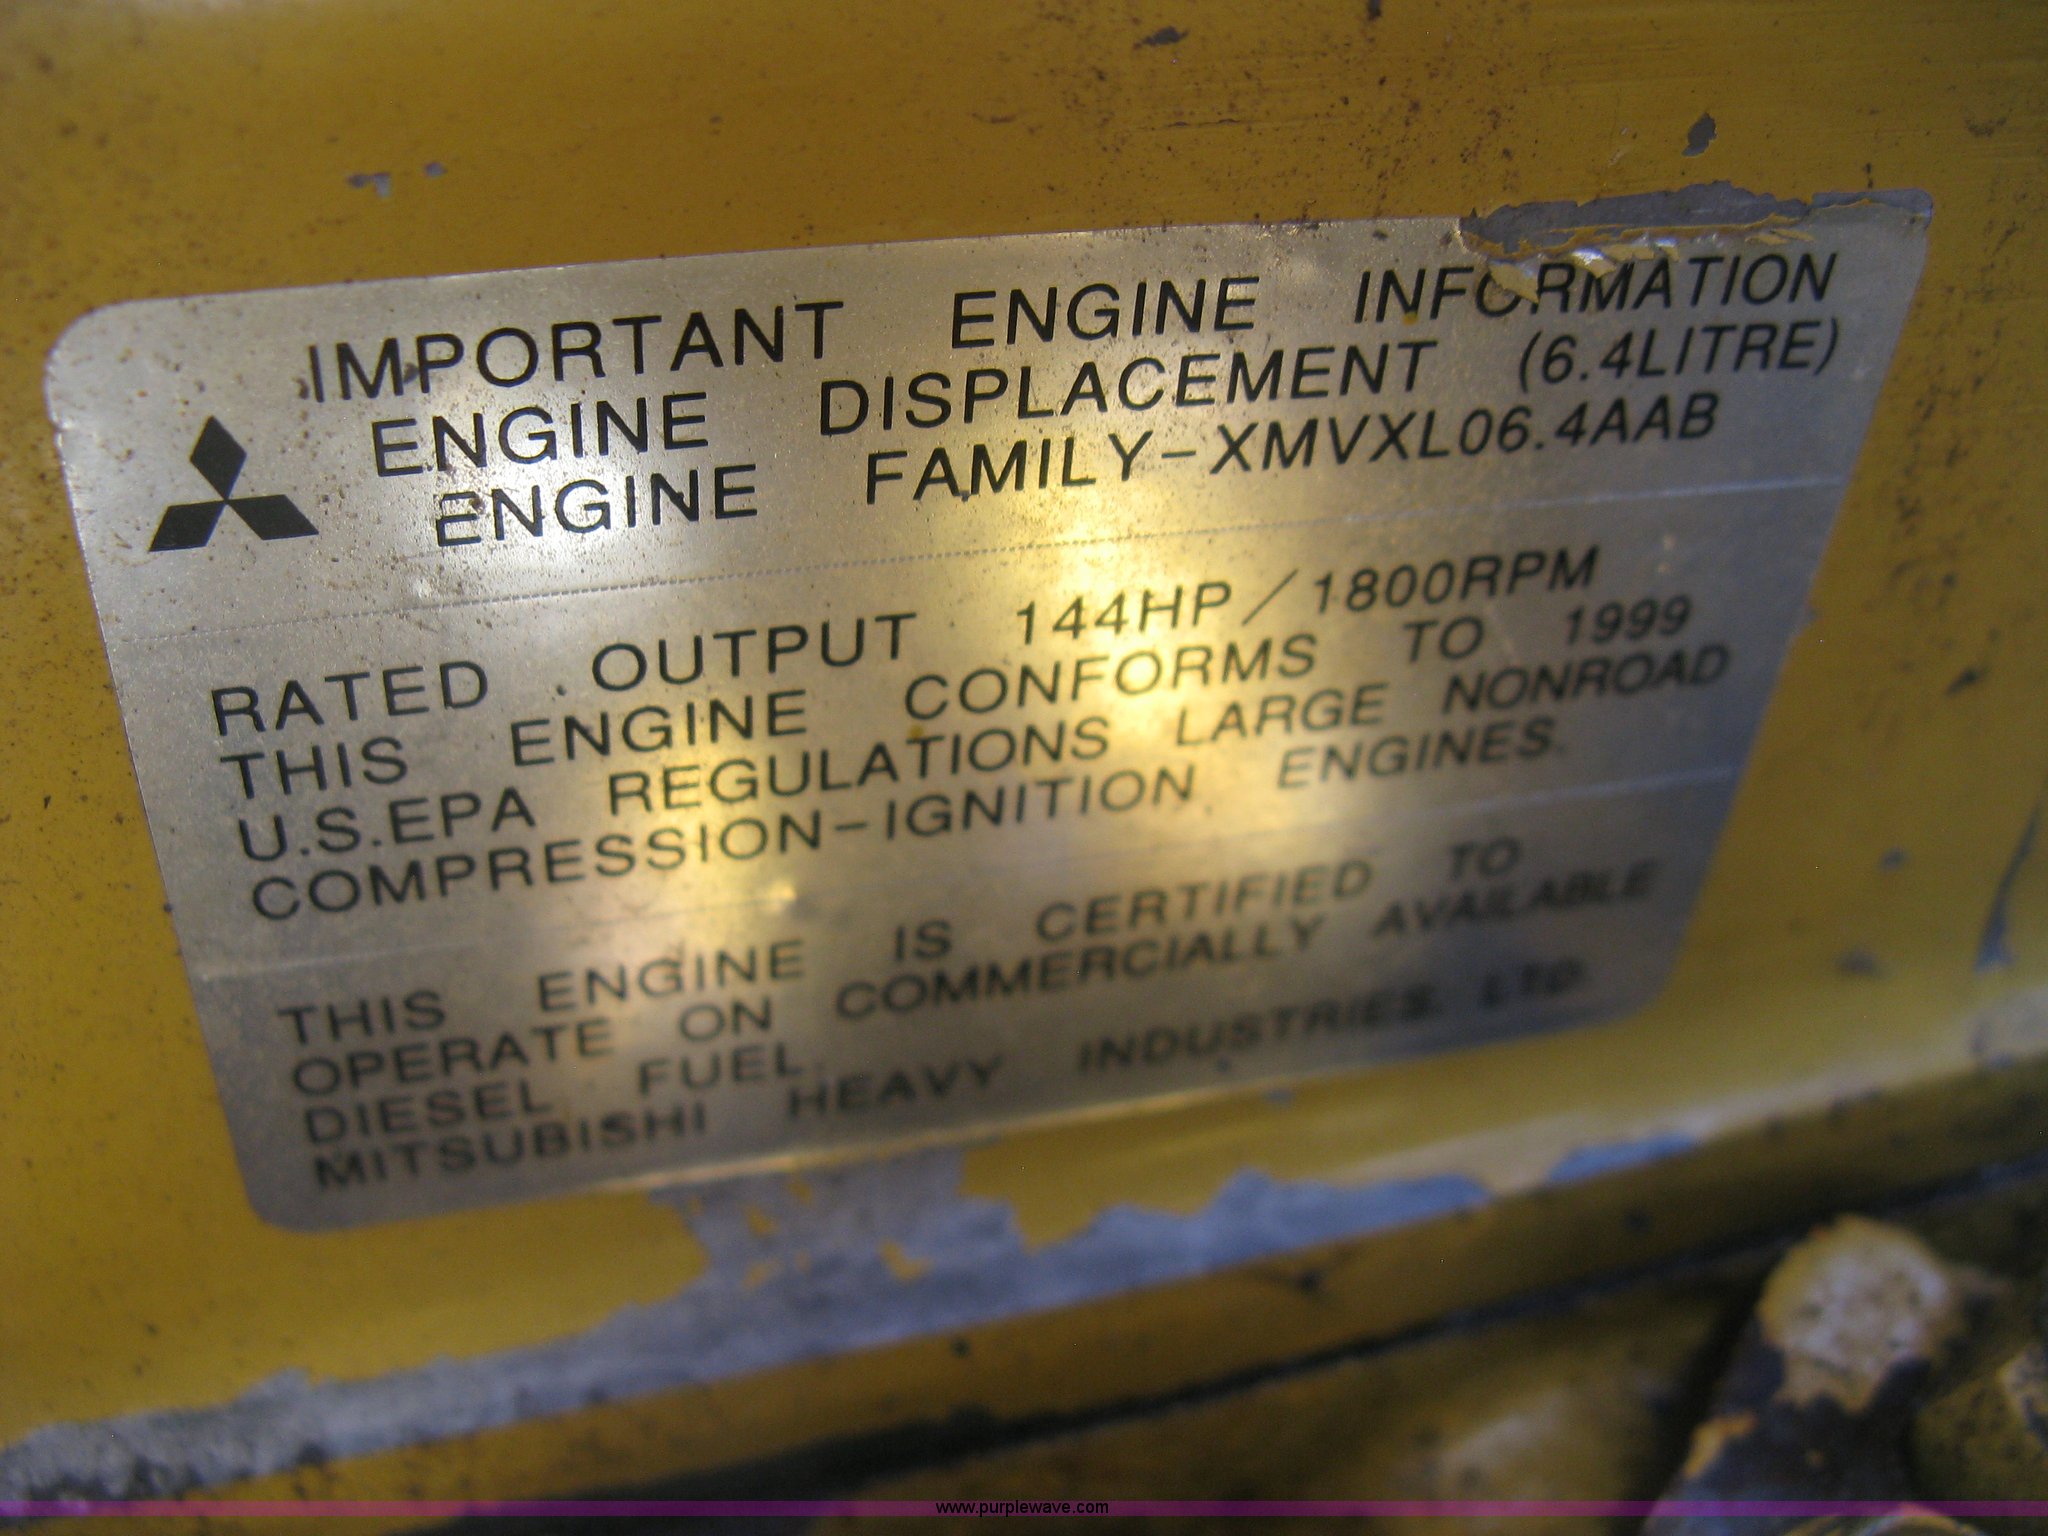 IMPORTANT ENGINE INFORMATION
ENGINE DISPLACEMENT (6.4LITRE)
ENGINE FAMILY-XMVXL06.4AAB
RATED OUTPUT 144HP/1800RPM
THIS ENGINE CONFORMS TO 1999
U.S.EPA REGULATIONS LARGE NONROAD
COMPRESSION-IGNITION ENGINES.
THIS ENGINE IS CERTIFIED TO
OPERATE ON COMMERCIALLY AVAILABLE
DIESEL FUEL.
MITSUBISHI HEAVY INDUSTRIES. LTD
www.purplewave.com